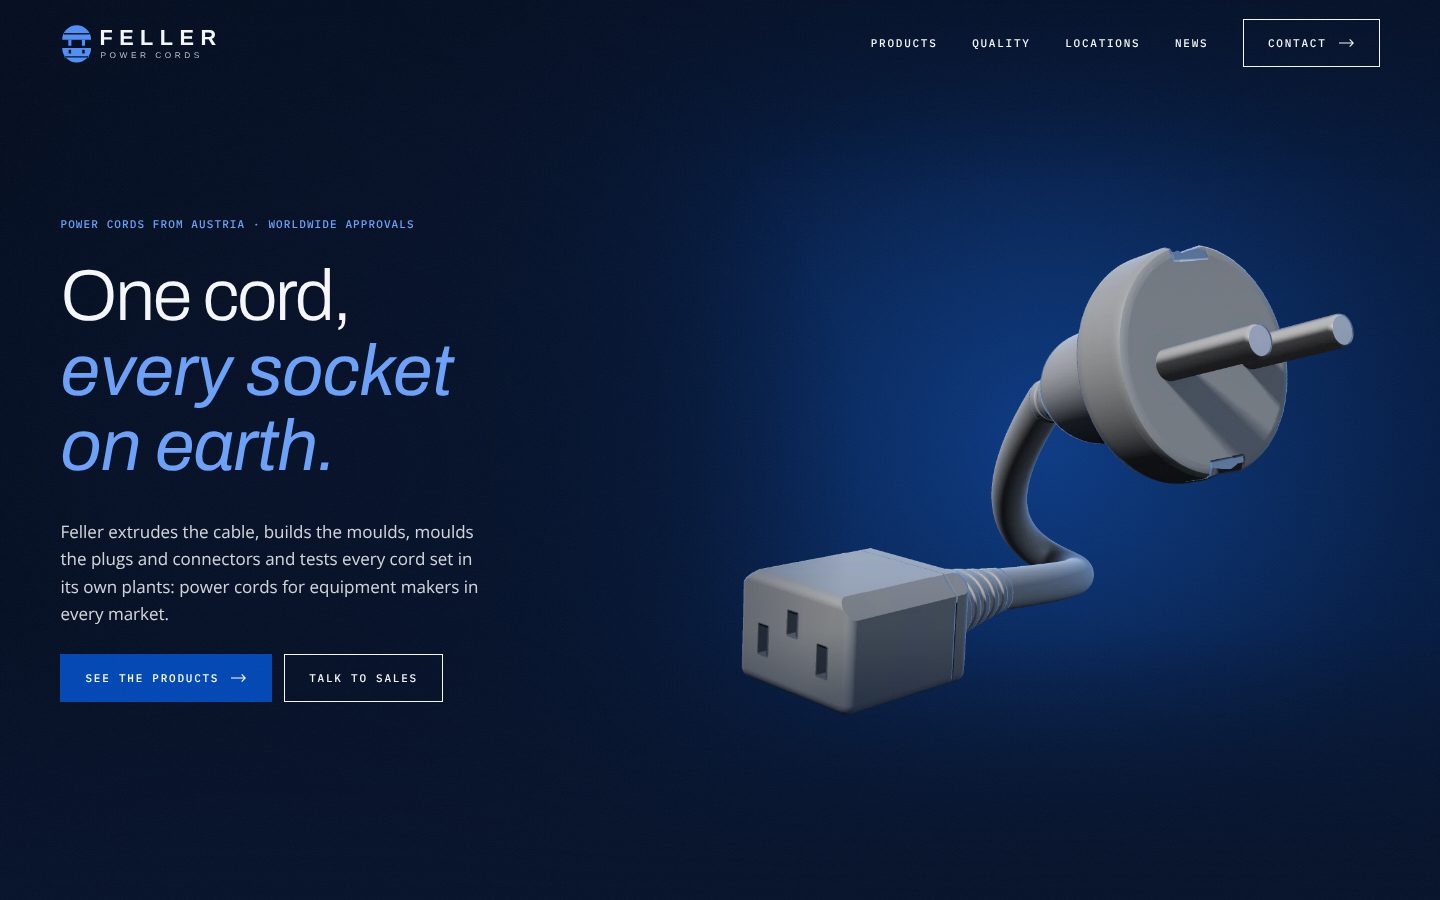 FELLER
POWER CORDS
PRODUCTS
QUALITY
LOCATIONS
NEWS
CONTACT
POWER CORDS FROM AUSTRIA · WORLDWIDE APPROVALS
One cord,
every socket
on earth.
Feller extrudes the cable, builds the moulds, moulds
the plugs and connectors and tests every cord set in
its own plants: power cords for equipment makers in
every market.
SEE THE PRODUCTS
TALK TO SALES